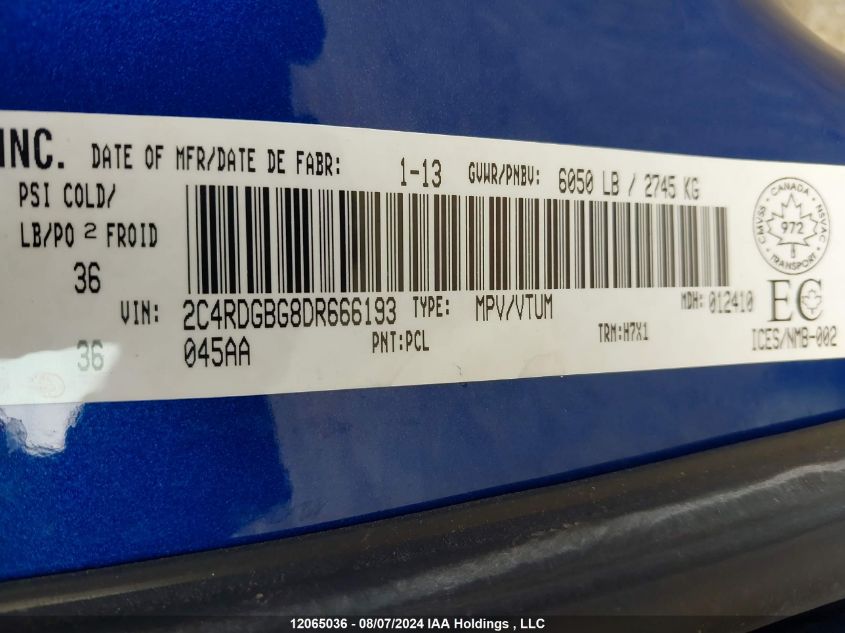 INC. DATE OF MFR/DATE DE FABR: 1-13 GVWR/PNBV: 6050 LB / 2745 KG
PSI COLD/
LB/PO 2 FROID
36
VIN: 2C4RDGBG8DR666193 TYPE: MPV/VTUM MDH: 012410
36 045AA PNT:PCL TRM:H7X1
CANADA
CMVSS
NSVAC
972
TRANSPORT
EC
ICES/NMB-002
12065036 - 08/07/2024 IAA Holdings , LLC